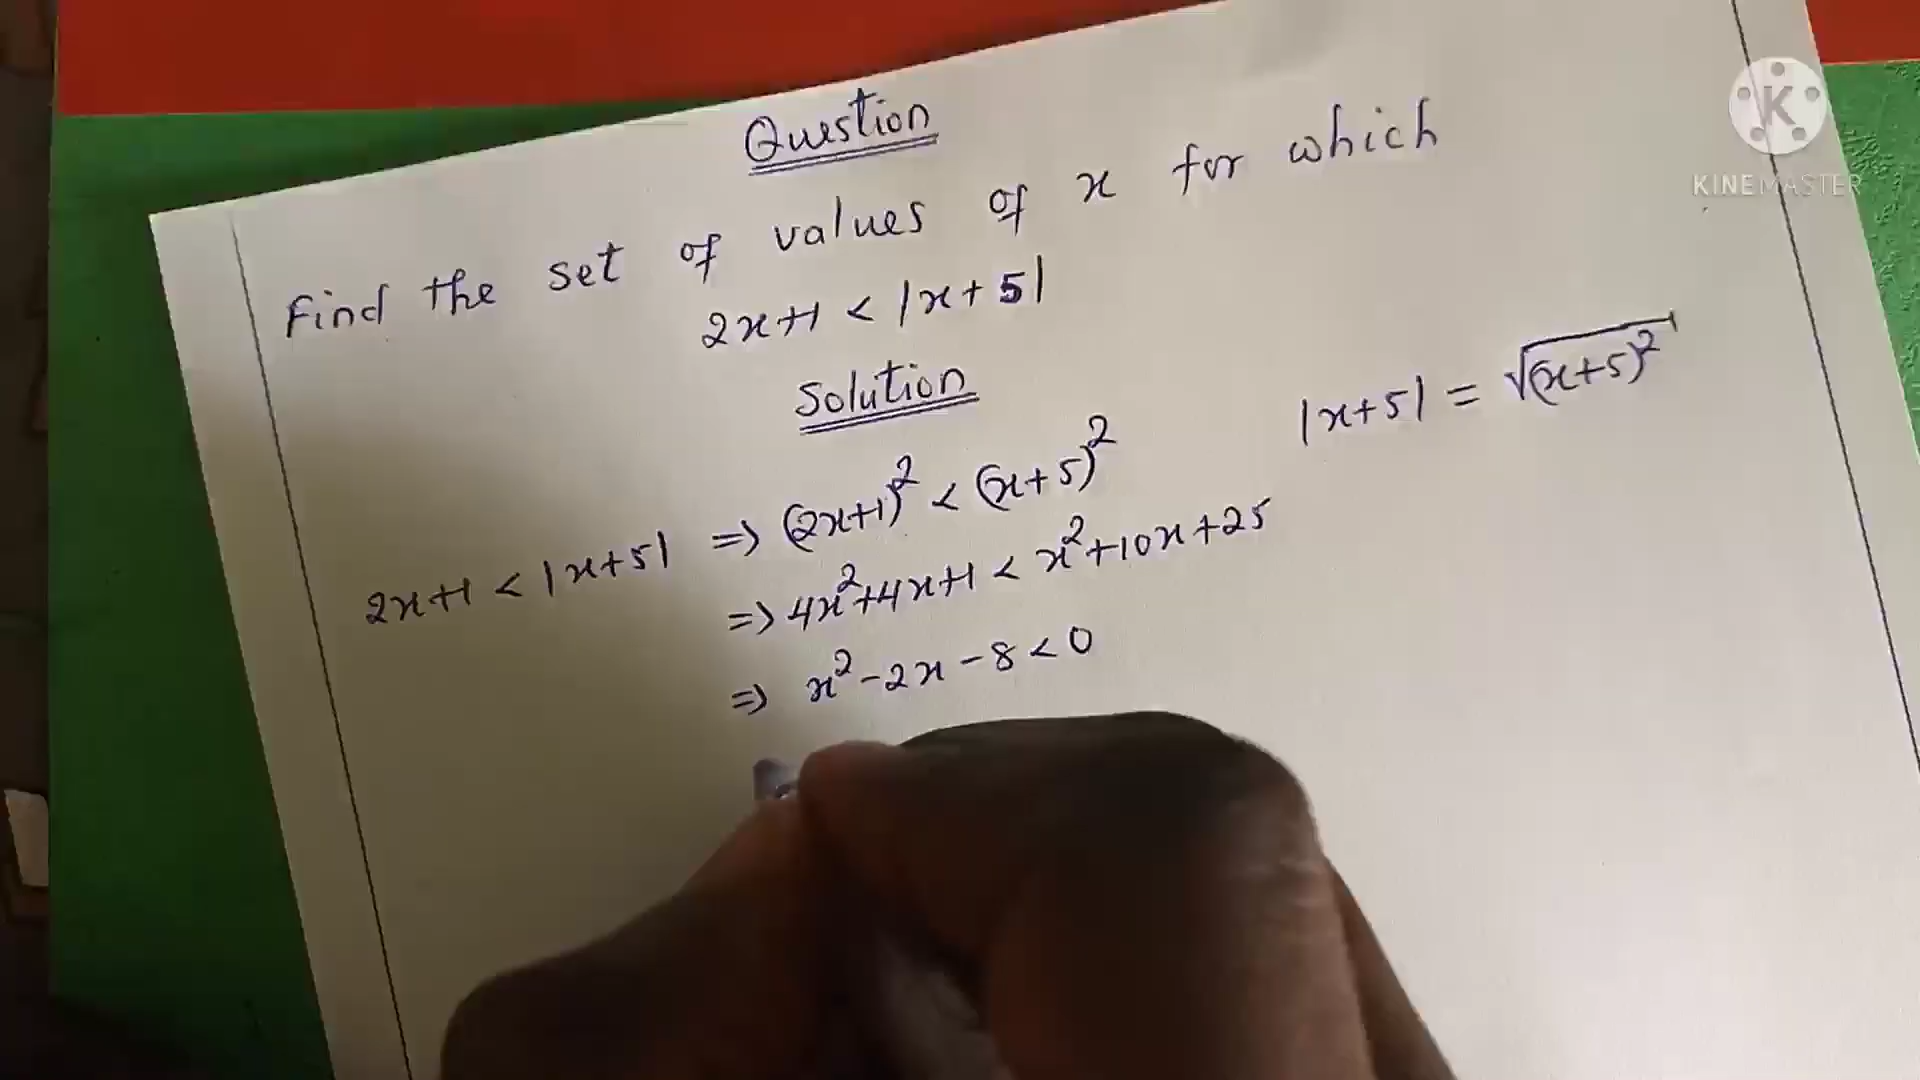 Question
Find the set of values of x for which
2x+1 < |x+5|
Solution
|x+5| = √(x+5)²
2x+1 < |x+5| => (2x+1)² < (x+5)²
=> 4x²+4x+1 < x²+10x+25
=> x²-2x-8<0
KINEMASTER